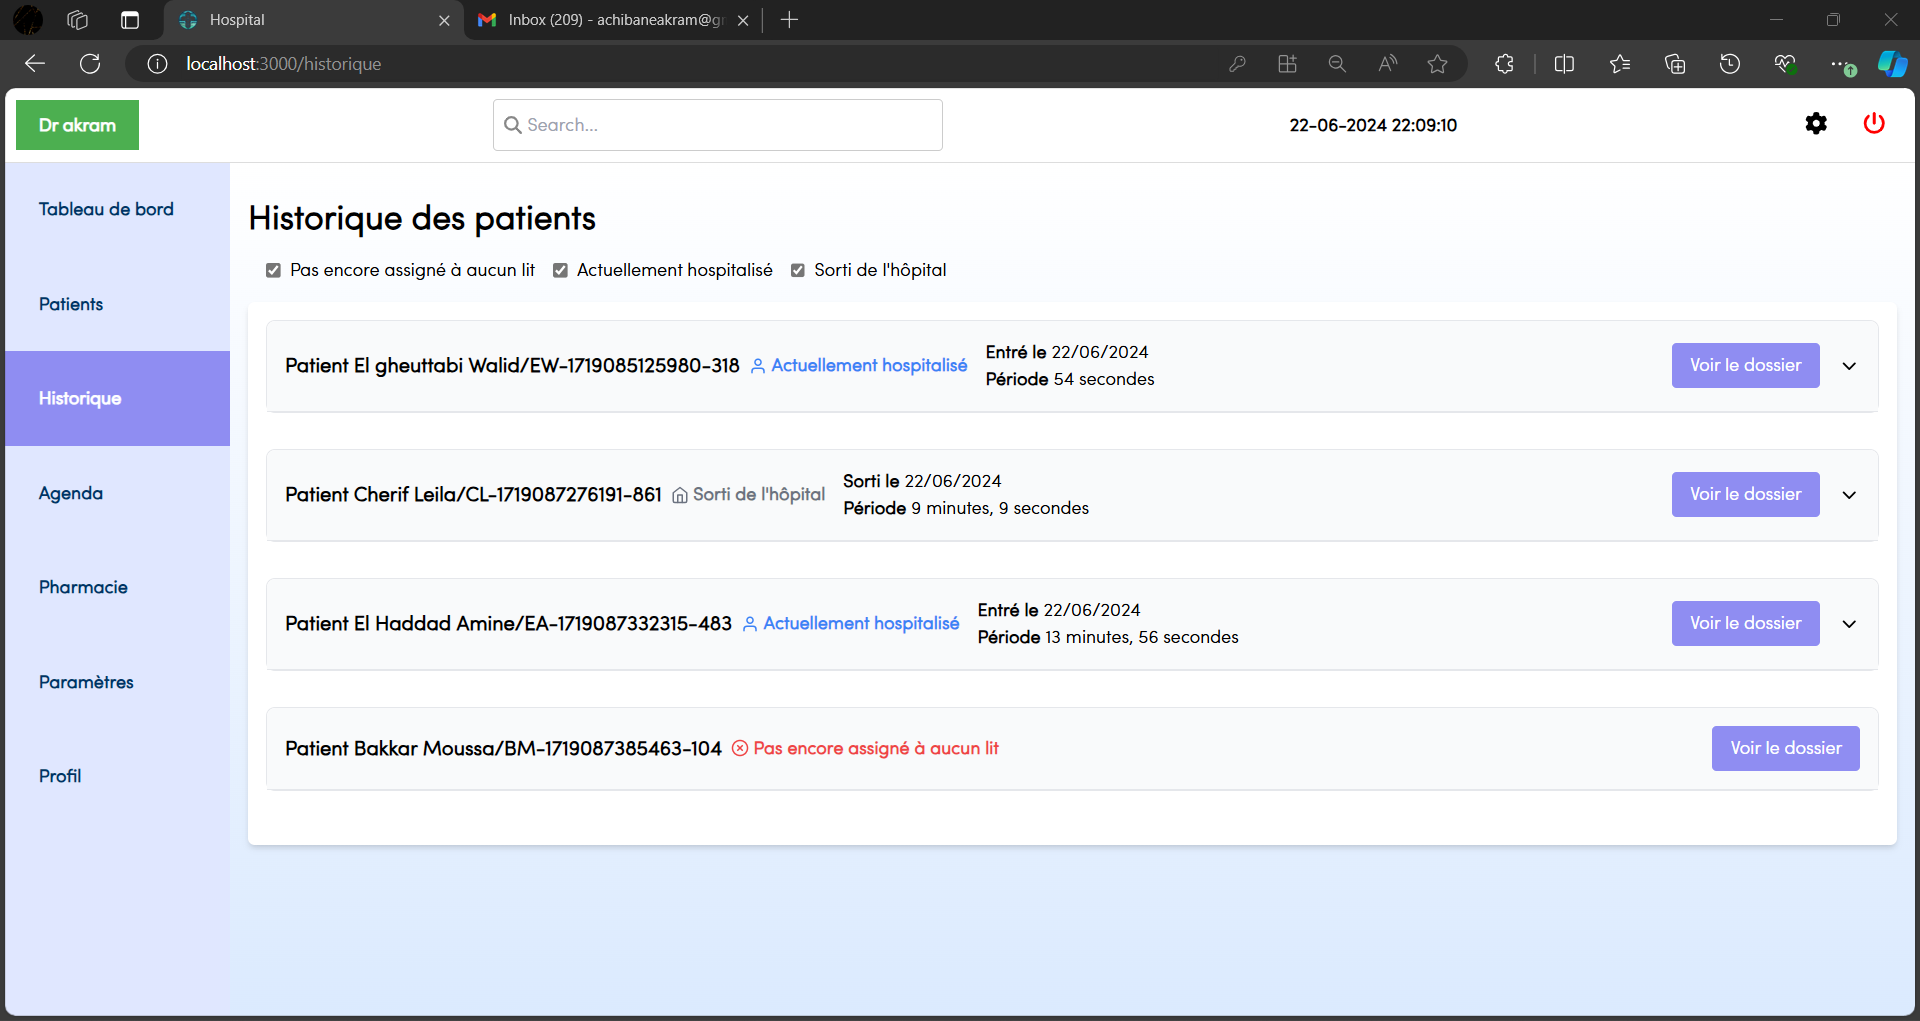 Hospital
Inbox (209) - achibaneakram@g
localhost:3000/historique
Dr akram
Search...
22-06-2024 22:09:10
Tableau de bord
Patients
Historique
Agenda
Pharmacie
Paramètres
Profil
Historique des patients
Pas encore assigné à aucun lit Actuellement hospitalisé Sorti de l'hôpital
Patient El gheuttabi Walid/EW-1719085125980-318 Actuellement hospitalisé
Entré le 22/06/2024
Période 54 secondes
Voir le dossier
Patient Cherif Leila/CL-1719087276191-861 Sorti de l'hôpital
Sorti le 22/06/2024
Période 9 minutes, 9 secondes
Voir le dossier
Patient El Haddad Amine/EA-1719087332315-483 Actuellement hospitalisé
Entré le 22/06/2024
Période 13 minutes, 56 secondes
Voir le dossier
Patient Bakkar Moussa/BM-1719087385463-104 Pas encore assigné à aucun lit
Voir le dossier